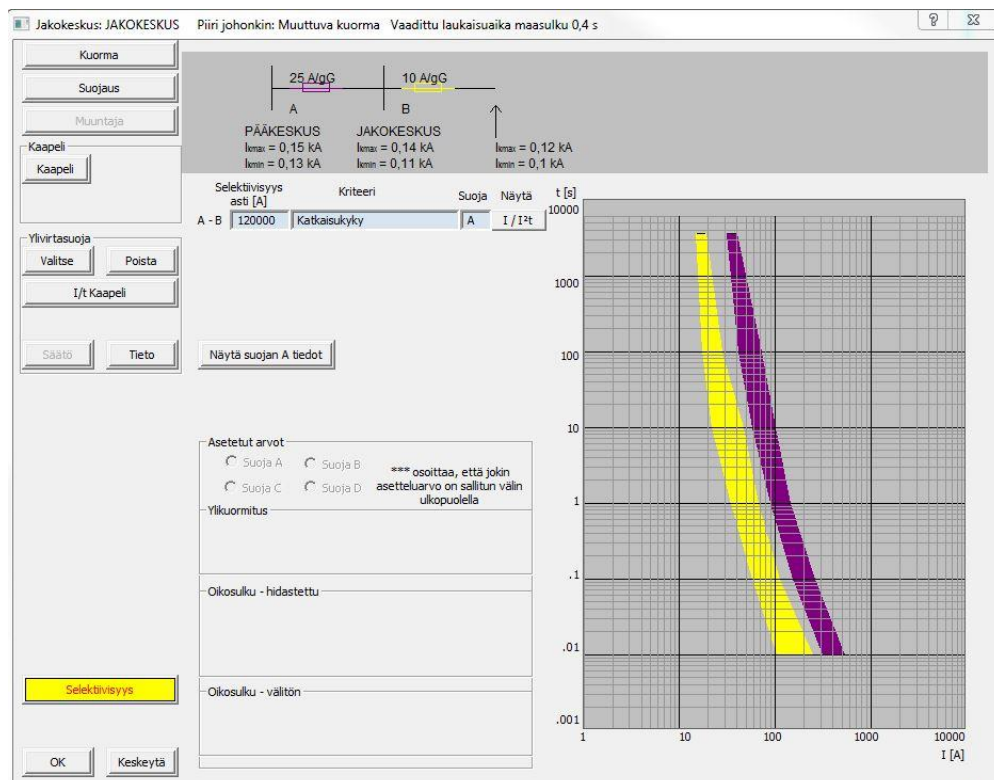 Jakokeskus: JAKOKESKUS Piiri johonkin: Muuttuva kuorma Vaadittu laukaisuaika maasulku 0,4 s
Kuorma
Suojaus
Muuntaja
Kaapeli
Kaapeli
25 A/gG 10 A/gG
A B
PÄÄKESKUS JAKOKESKUS
Ikmax = 0,15 kA Ikmax = 0,14 kA Ikmax = 0,12 kA
Ikmin = 0,13 kA Ikmin = 0,11 kA Ikmin = 0,1 kA
Selektiivisyys asti [A] Kriteeri Suoja Näytä
A - B 120000 Katkaisukyky A I / I²t
Ylivirtasuoja
Valitse Poista
I/t Kaapeli
Säätö Tieto
Näytä suojan A tiedot
Asetetut arvot
Suoja A Suoja B
Suoja C Suoja D
*** osoittaa, että jokin
asetteluarvo on sallitun välin
ulkopuolella
Ylikuormitus
Oikosulku - hidastettu
Oikosulku - välitön
Selektiivisyys
OK Keskeytä
t [s]
10000
1000
100
10
1
.1
.01
.001
1 10 100 1000 10000
I [A]